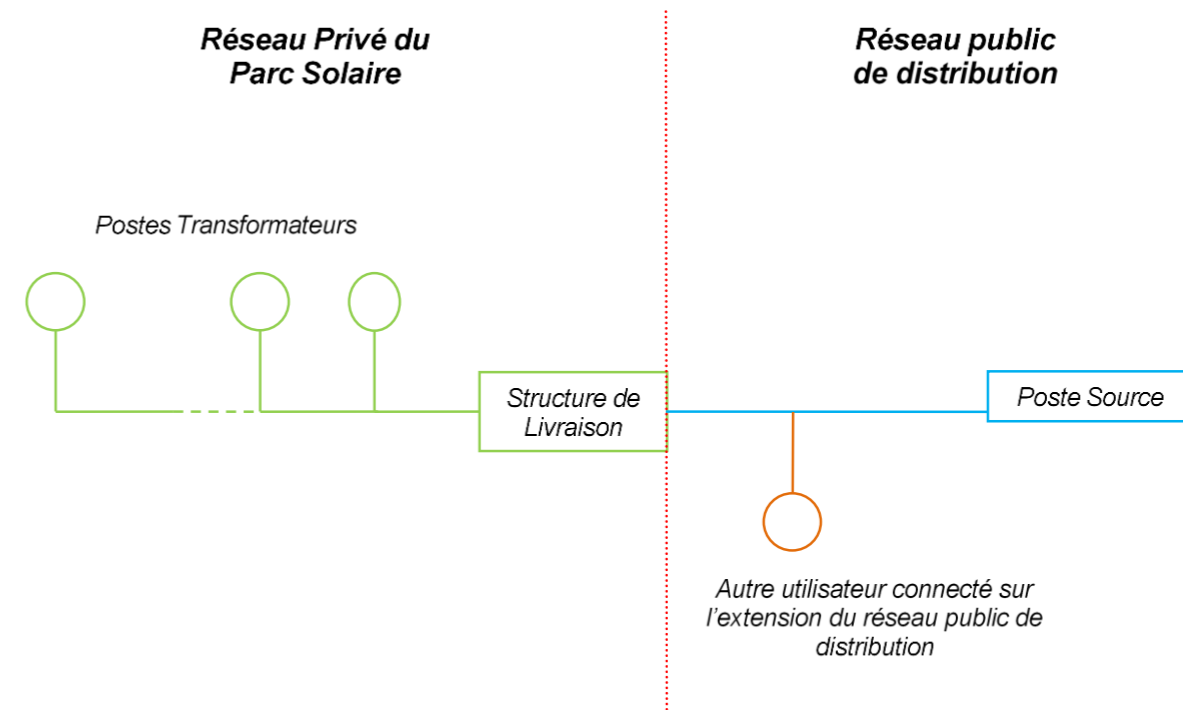 Réseau Privé du
Parc Solaire
Réseau public
de distribution
Postes Transformateurs
Structure de
Livraison
Poste Source
Autre utilisateur connecté sur
l'extension du réseau public de
distribution